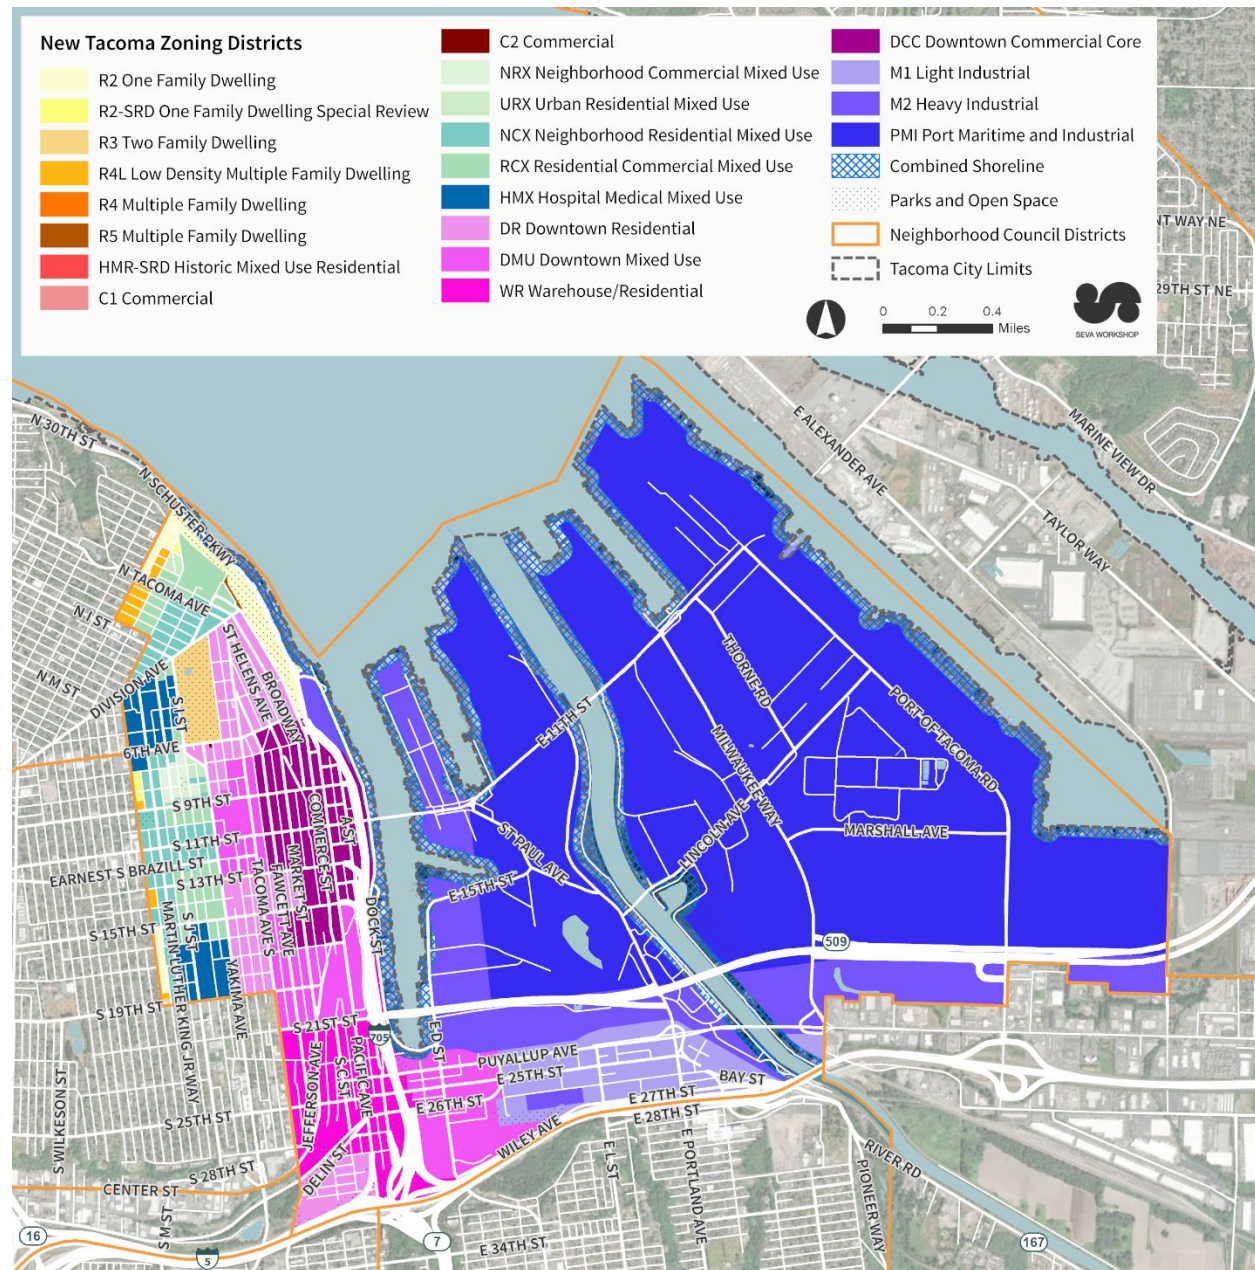 New Tacoma Zoning Districts
R2 One Family Dwelling
R2-SRD One Family Dwelling Special Review
R3 Two Family Dwelling
R4L Low Density Multiple Family Dwelling
R4 Multiple Family Dwelling
R5 Multiple Family Dwelling
HMR-SRD Historic Mixed Use Residential
C1 Commercial
C2 Commercial
NRX Neighborhood Commercial Mixed Use
URX Urban Residential Mixed Use
NCX Neighborhood Residential Mixed Use
RCX Residential Commercial Mixed Use
HMX Hospital Medical Mixed Use
DR Downtown Residential
DMU Downtown Mixed Use
WR Warehouse/Residential
DCC Downtown Commercial Core
M1 Light Industrial
M2 Heavy Industrial
PMI Port Maritime and Industrial
Combined Shoreline
Parks and Open Space
Neighborhood Council Districts
Tacoma City Limits
0 0.2 0.4
Miles
SEVA WORKSHOP
NT WAY NE
29TH ST NE
MARINE VIEW DR
E ALEXANDER AVE
TAYLOR WAY
N 30TH ST
N SCHUSTER PKWY
N TACOMA AVE
N I ST
N M ST
DIVISION AVE
ST HELENS AVE
BROADWAY
S I ST
6TH AVE
S 9TH ST
S 11TH ST
EARNEST S BRAZILL ST
S 13TH ST
S 15TH ST
S J ST
MARTIN LUTHER KING JR WAY
YAKIMA AVE
TACOMA AVE S
FAWCETT AVE
MARKET ST
COMMERCE ST
A ST
DOCK ST
E 11TH ST
THORNE RD
MILWAUKEE WAY
PORT OF TACOMA RD
LINCOLN AVE
MARSHALL AVE
ST PAUL AVE
E 15TH ST
509
S 19TH ST
S 21ST ST
705
E D ST
PUYALLUP AVE
E 25TH ST
BAY ST
E 26TH ST
E 27TH ST
E 28TH ST
WILEY AVE
JEFFERSON AVE
S C ST
PACIFIC AVE
S 25TH ST
S WILKESON ST
S 28TH ST
DELIN ST
CENTER ST
S M ST
E L ST
E PORTLAND AVE
RIVER RD
PIONEER WAY
16
5
7
E 34TH ST
167